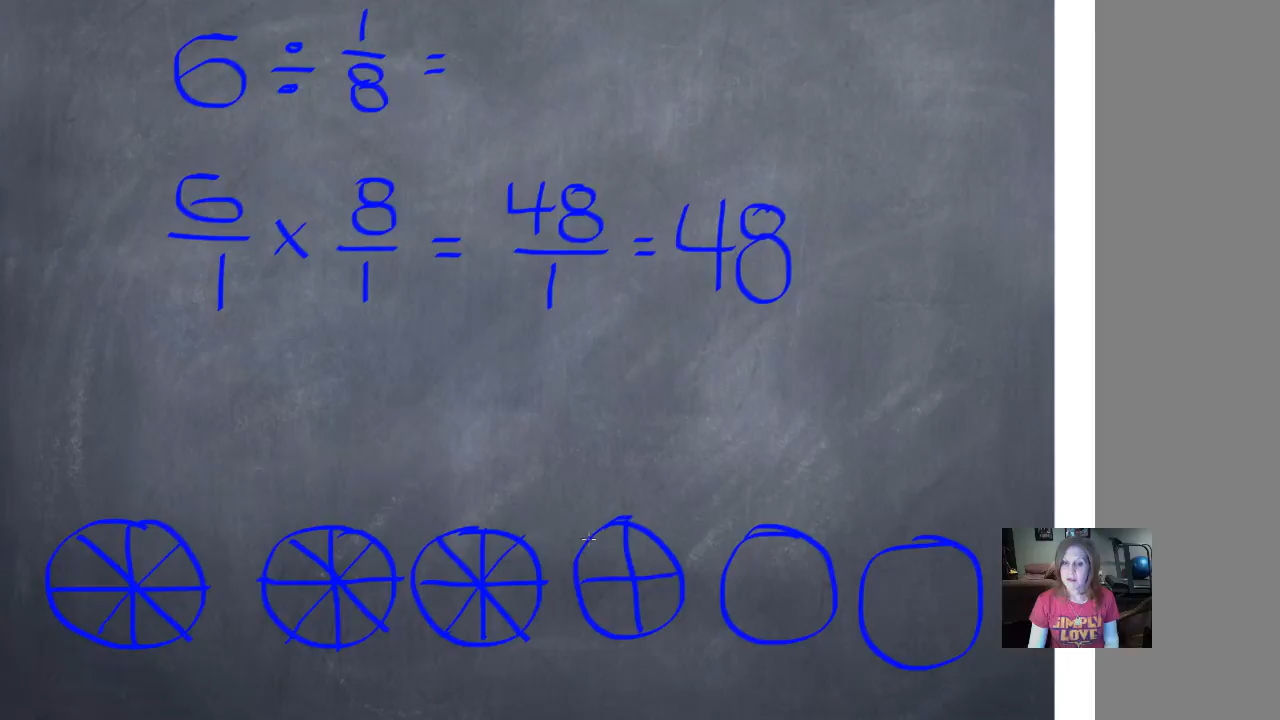 6 ÷ 1/8 =
6/1 × 8/1 = 48/1 = 48
SIMPLY
LOVE